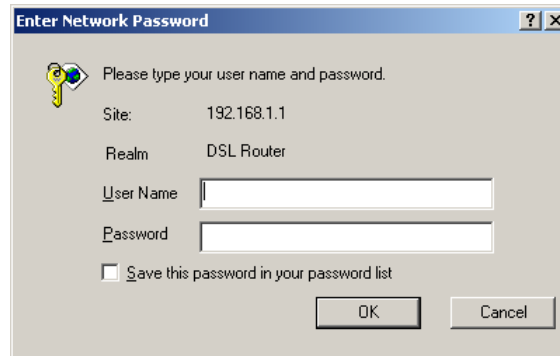 Enter Network Password
Please type your user name and password.
Site: 192.168.1.1
Realm DSL Router
User Name
Password
Save this password in your password list
OK Cancel